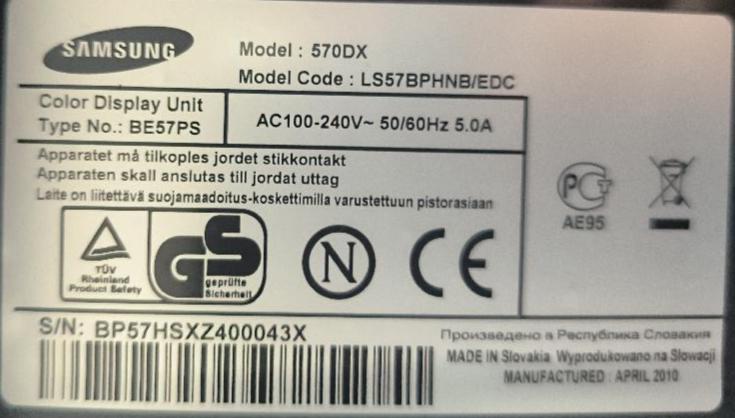 SAMSUNG
Model : 570DX
Model Code : LS57BPHNB/EDC
Color Display Unit
Type No.: BE57PS
AC100-240V~ 50/60Hz 5.0A
Apparatet må tilkoples jordet stikkontakt
Apparaten skall anslutas till jordat uttag
Laite on liitettävä suojamaadoitus-koskettimilla varustettuun pistorasiaan
TÜV
Rheinland
Product Safety
GS
geprüfte
Sicherheit
N
CE
PCT
AE95
S/N: BP57HSXZ400043X
Произведено в Республика Словакия
MADE IN Slovakia Wyprodukowano na Slowacji
MANUFACTURED : APRIL 2010